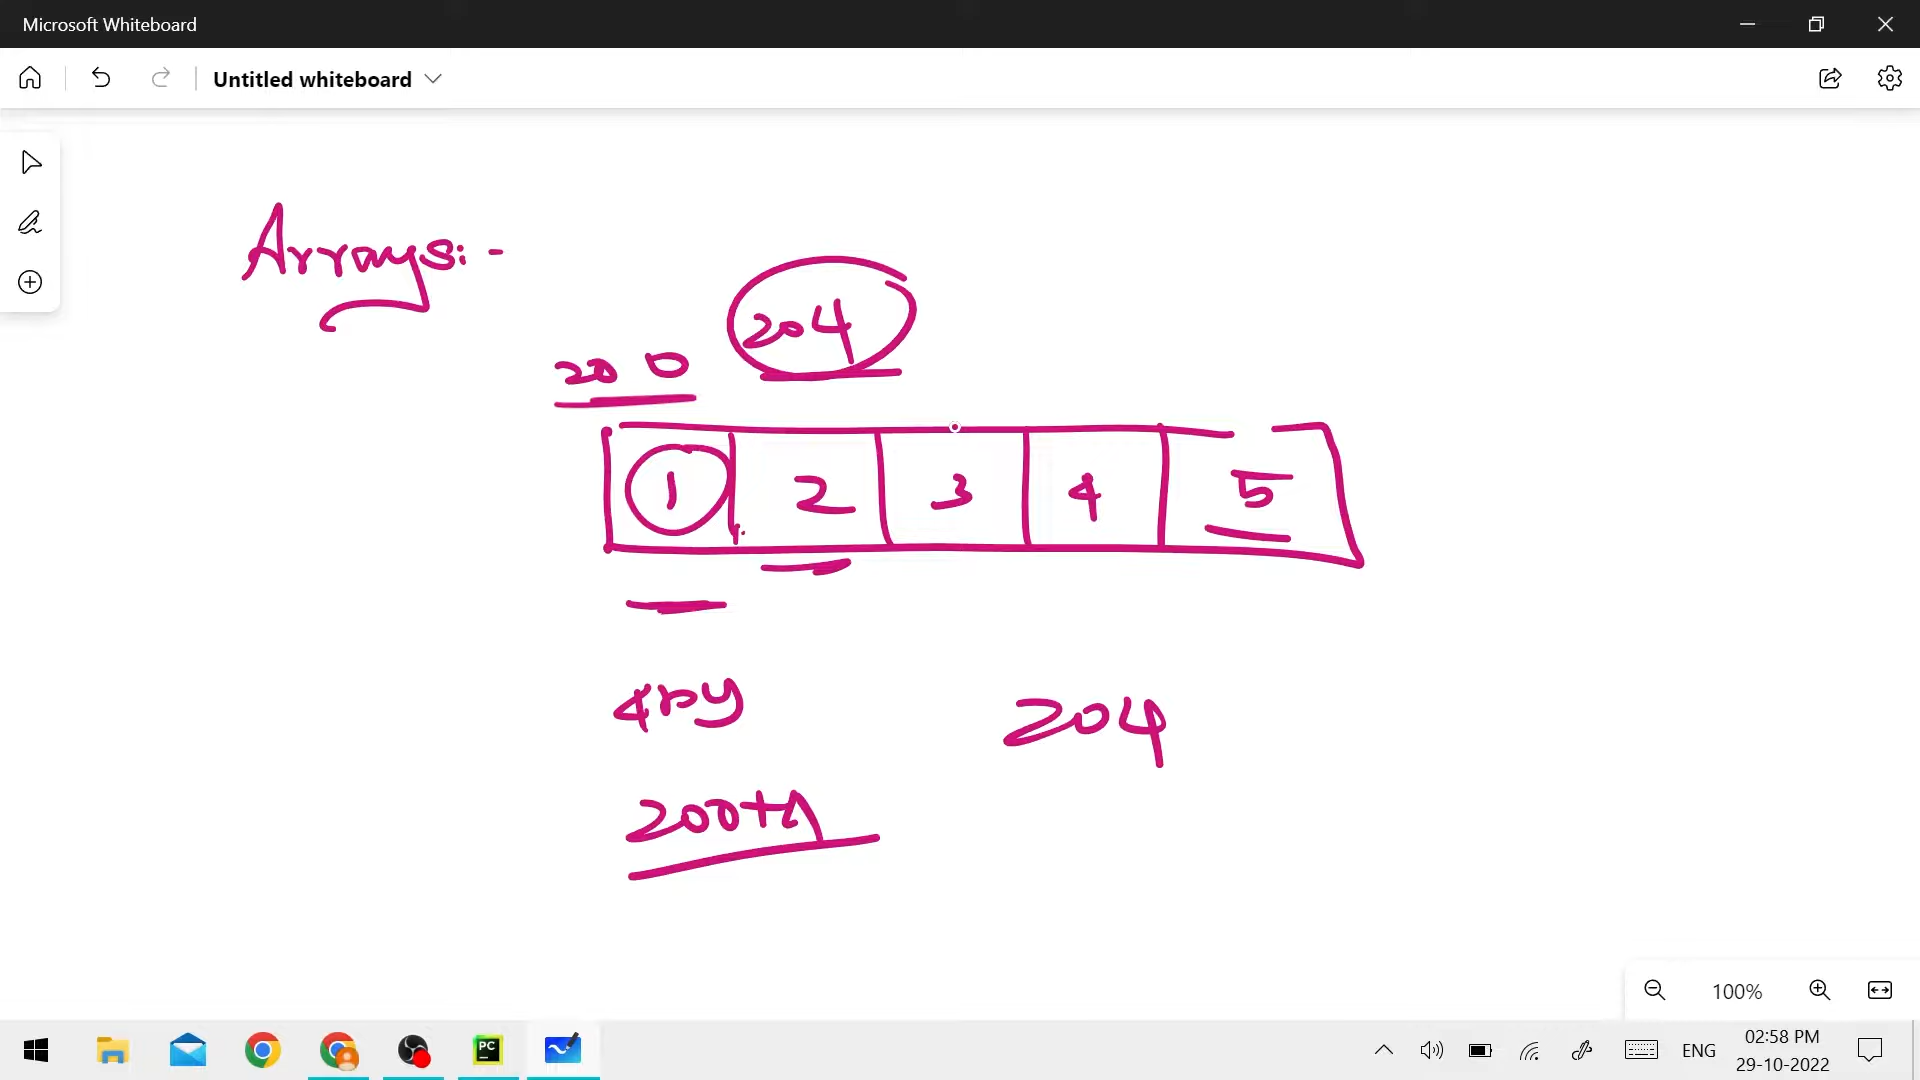 Microsoft Whiteboard
Untitled whiteboard
Arrays:-
204
200
1 2 3 4 5
4by
204
200+4
100%
PC
ENG
02:58 PM
29-10-2022